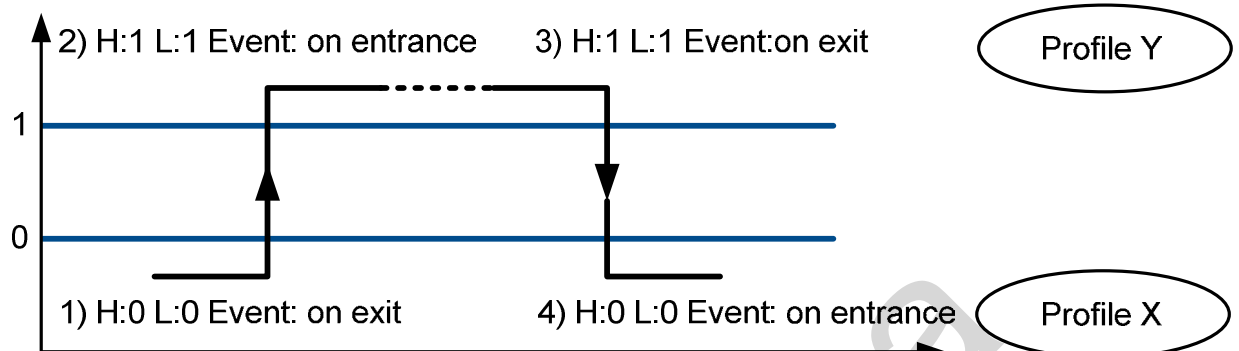 2) H:1 L:1 Event: on entrance
3) H:1 L:1 Event:on exit
Profile Y
1
0
1) H:0 L:0 Event: on exit
4) H:0 L:0 Event: on entrance
Profile X